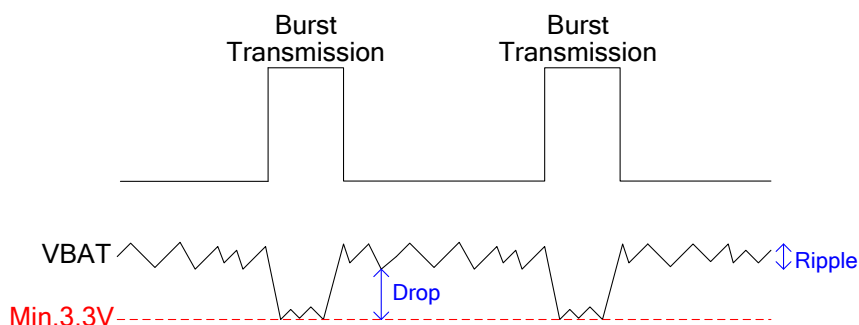 Burst
Transmission
Burst
Transmission
VBAT
Ripple
Drop
Min.3.3V